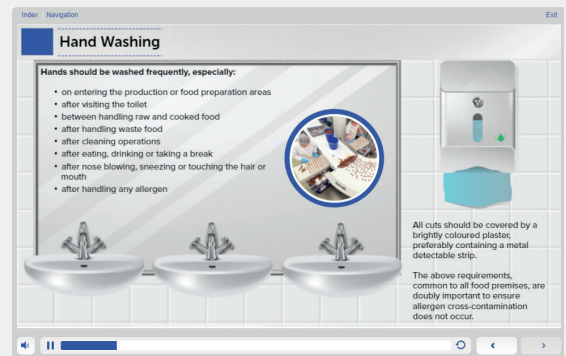 Index Navigation Exit
Hand Washing
Hands should be washed frequently, especially:
• on entering the production or food preparation areas
• after visiting the toilet
• between handling raw and cooked food
• after handling waste food
• after cleaning operations
• after eating, drinking or taking a break
• after nose blowing, sneezing or touching the hair or
mouth
• after handling any allergen
All cuts should be covered by a
brightly coloured plaster,
preferably containing a metal
detectable strip.
The above requirements,
common to all food premises, are
doubly important to ensure
allergen cross-contamination
does not occur.